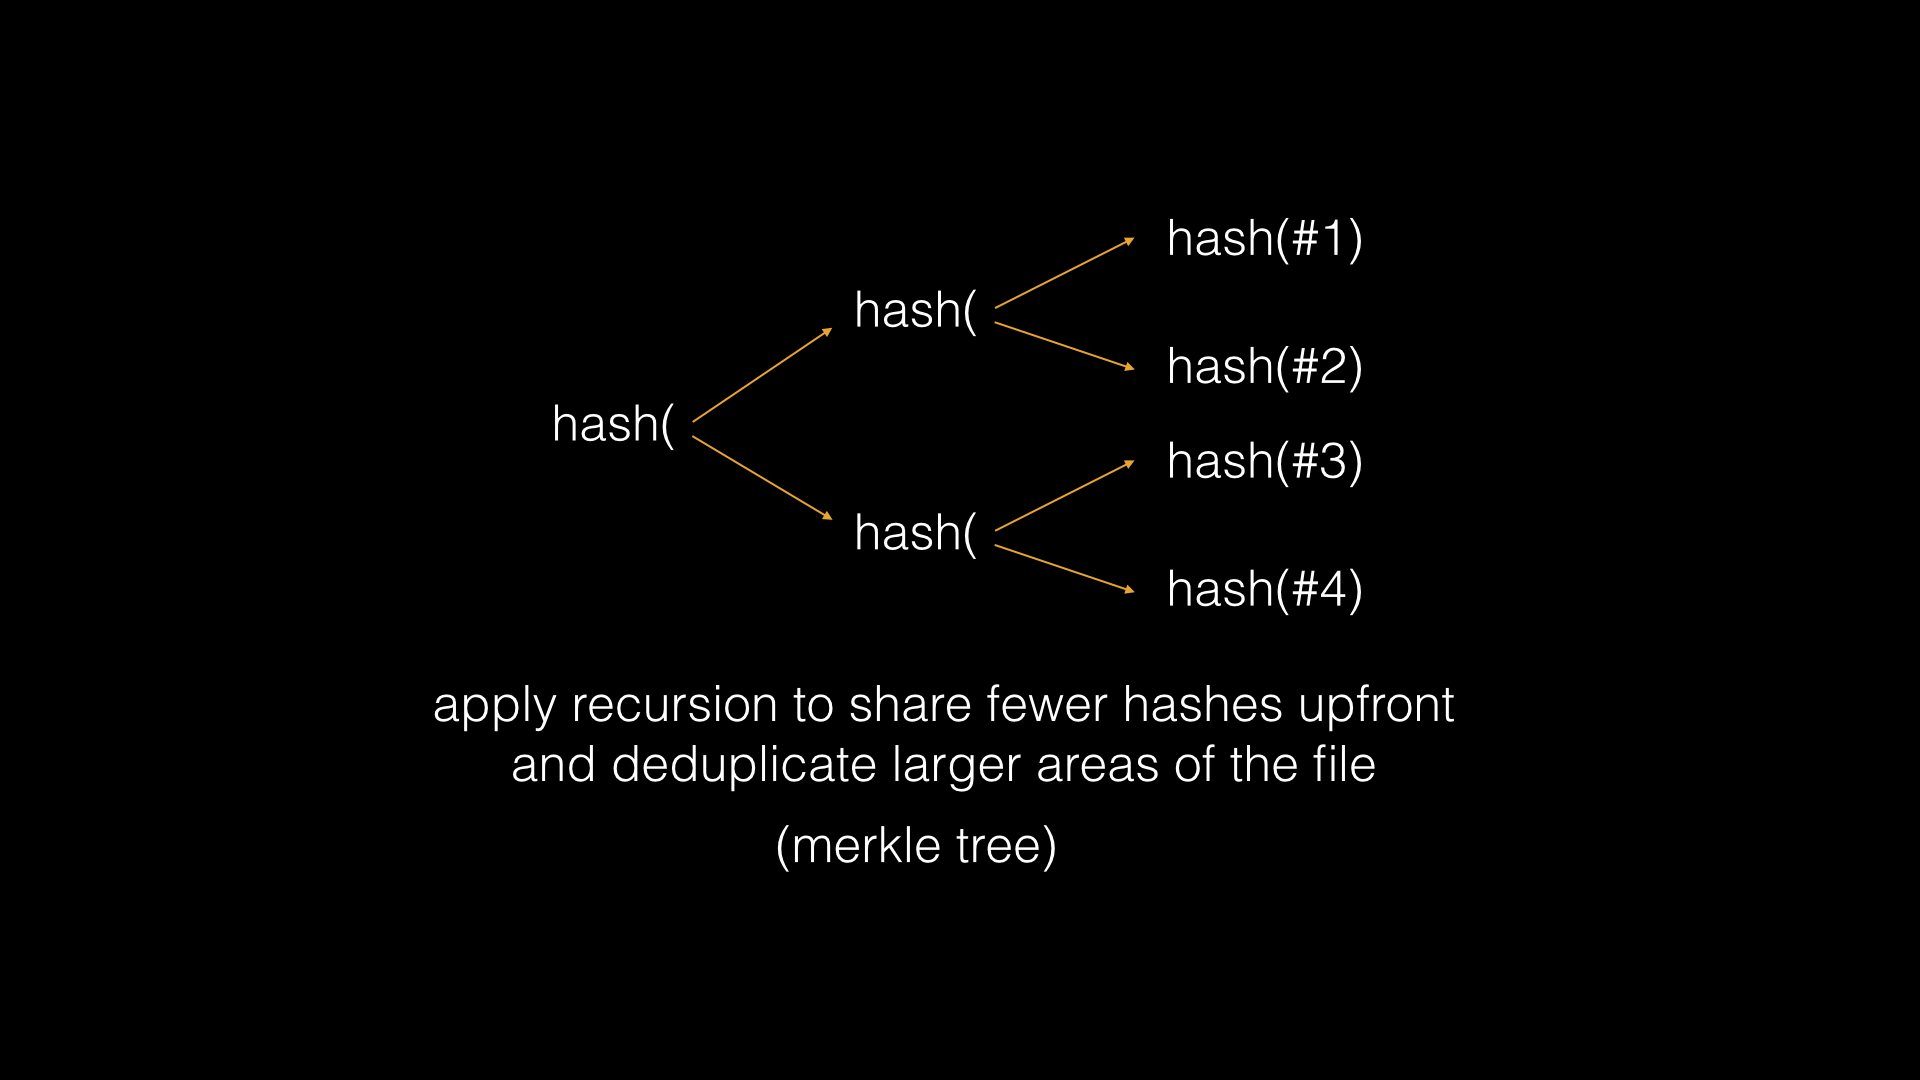 hash(#1)
hash(
hash(#2)
hash(
hash(#3)
hash(
hash(#4)
apply recursion to share fewer hashes upfront
and deduplicate larger areas of the file
(merkle tree)